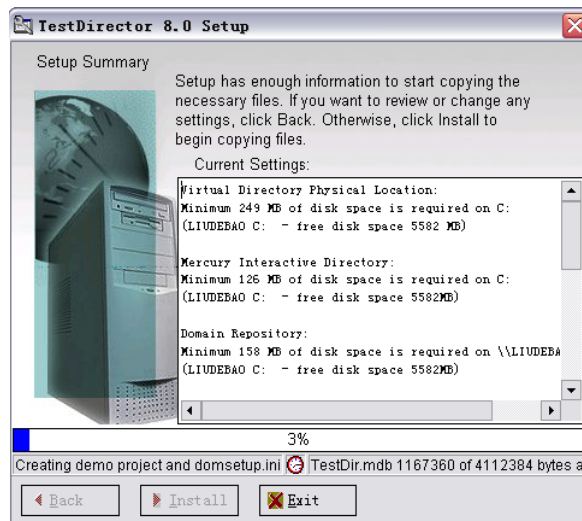 TestDirector 8.0 Setup
Setup Summary
Setup has enough information to start copying the
necessary files. If you want to review or change any
settings, click Back. Otherwise, click Install to
begin copying files.
Current Settings:
Virtual Directory Physical Location:
Minimum 249 MB of disk space is required on C:
(LIUDEBAO C:  - free disk space 5582 MB)
Mercury Interactive Directory:
Minimum 126 MB of disk space is required on C:
(LIUDEBAO C:  - free disk space 5582MB)
Domain Repository:
Minimum 158 MB of disk space is required on \\LIUDEBA
(LIUDEBAO C:  - free disk space 5582MB)
3%
Creating demo project and domsetup.ini TestDir.mdb 1167360 of 4112384 bytes a
Back Install Exit